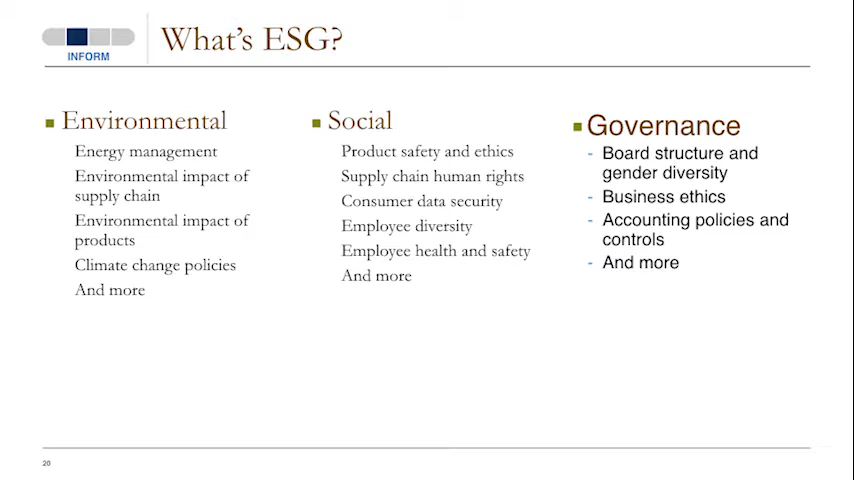 INFORM
What's ESG?
Environmental
Energy management
Environmental impact of
supply chain
Environmental impact of
products
Climate change policies
And more
Social
Product safety and ethics
Supply chain human rights
Consumer data security
Employee diversity
Employee health and safety
And more
Governance
- Board structure and
gender diversity
- Business ethics
- Accounting policies and
controls
- And more
20